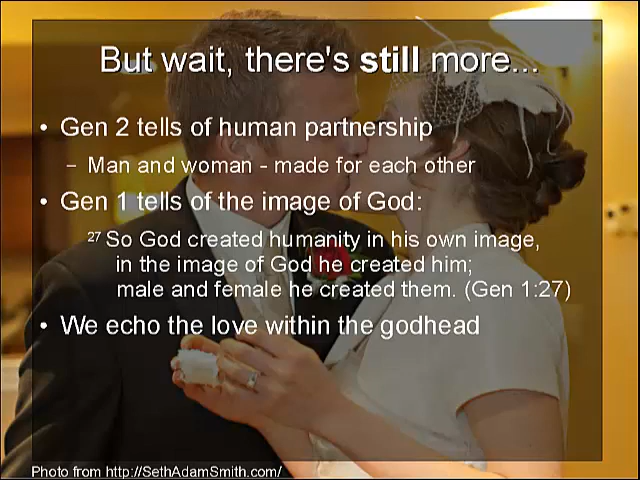 But wait, there's still more...
• Gen 2 tells of human partnership
– Man and woman - made for each other
• Gen 1 tells of the image of God:
27 So God created humanity in his own image,
in the image of God he created him;
male and female he created them. (Gen 1:27)
• We echo the love within the godhead
Photo from http://SethAdamSmith.com/